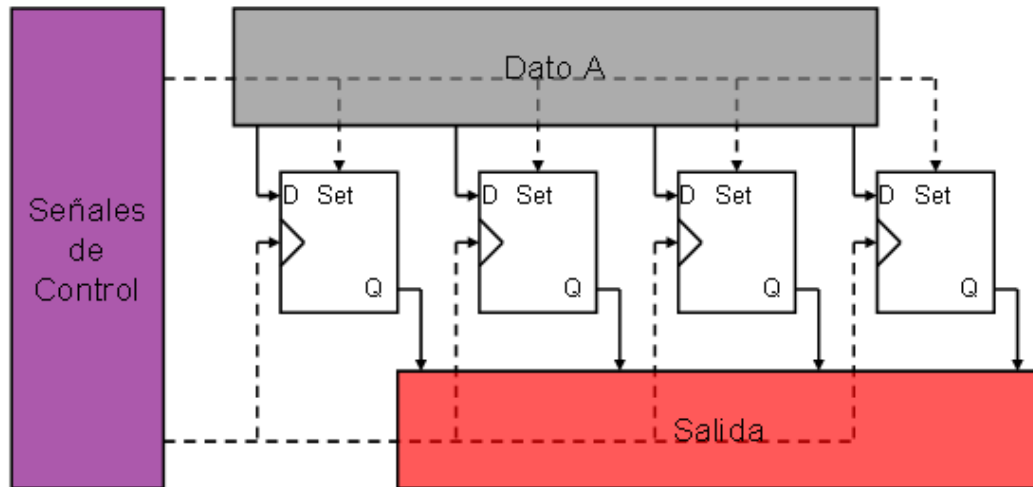 Dato A
Señales
de
Control
D Set
Q
D Set
Q
D Set
Q
D Set
Q
Salida